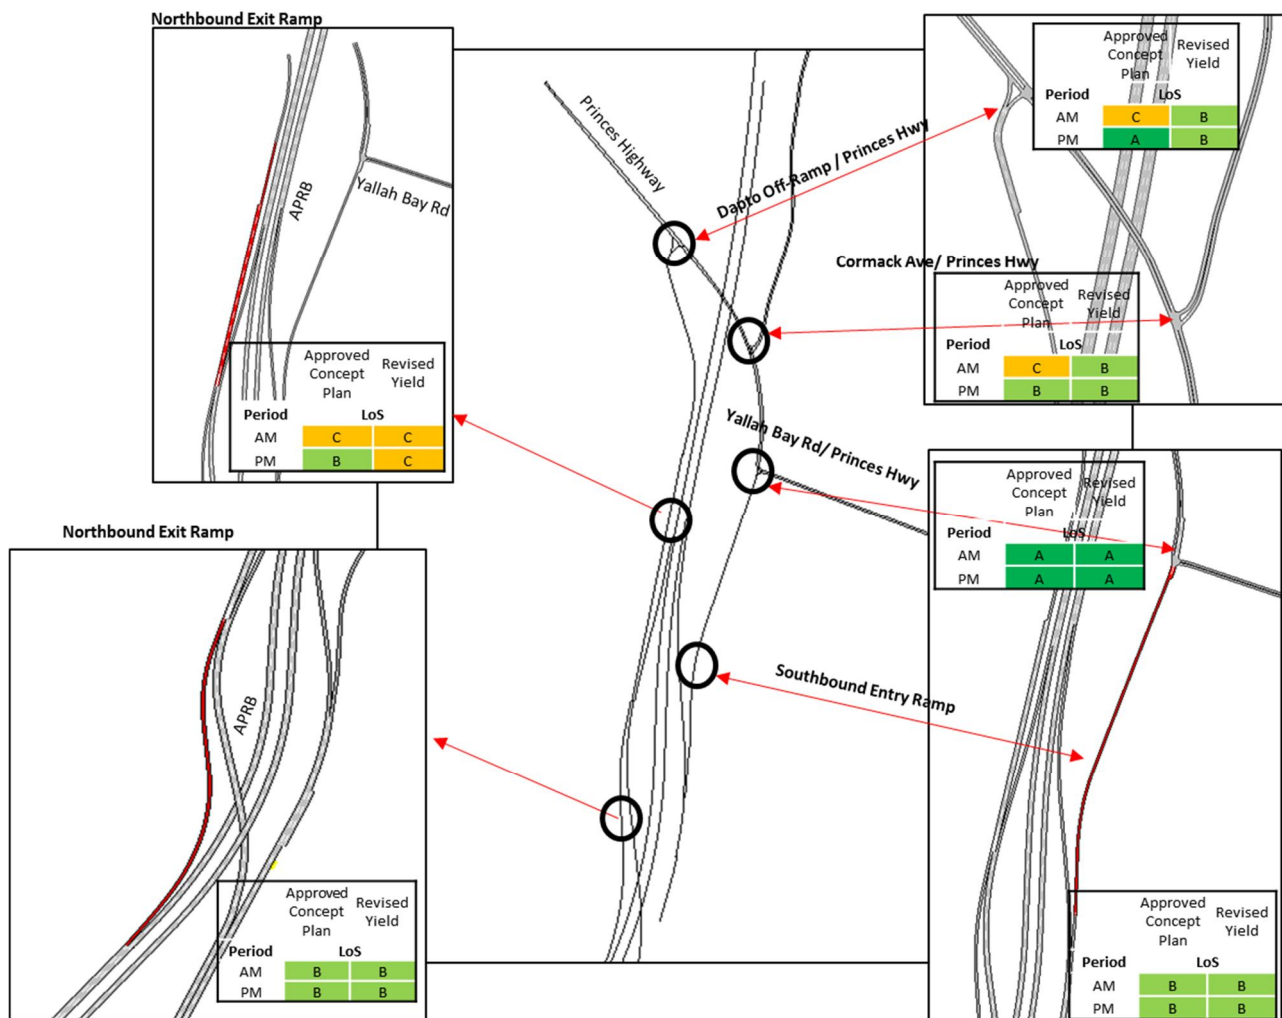 Northbound Exit Ramp
APRB
Yallah Bay Rd
Approved Revised
Concept Yield
Plan
Period LoS
AM C C
PM B C
Northbound Exit Ramp
APRB
Approved Revised
Concept Yield
Plan
Period LoS
AM B B
PM B B
Princes Highway
Dapto Off-Ramp / Princes Hwy
Cormack Ave/ Princes Hwy
Yallah Bay Rd/ Princes Hwy
Southbound Entry Ramp
Approved Revised
Concept Yield
Plan
Period LoS
AM C B
PM A B
Approved Revised
Concept Yield
Plan
Period LoS
AM C B
PM B B
Approved Revised
Concept Yield
Plan
LoS
Period
AM A A
PM A A
Approved Revised
Concept Yield
Plan
Period LoS
AM B B
PM B B